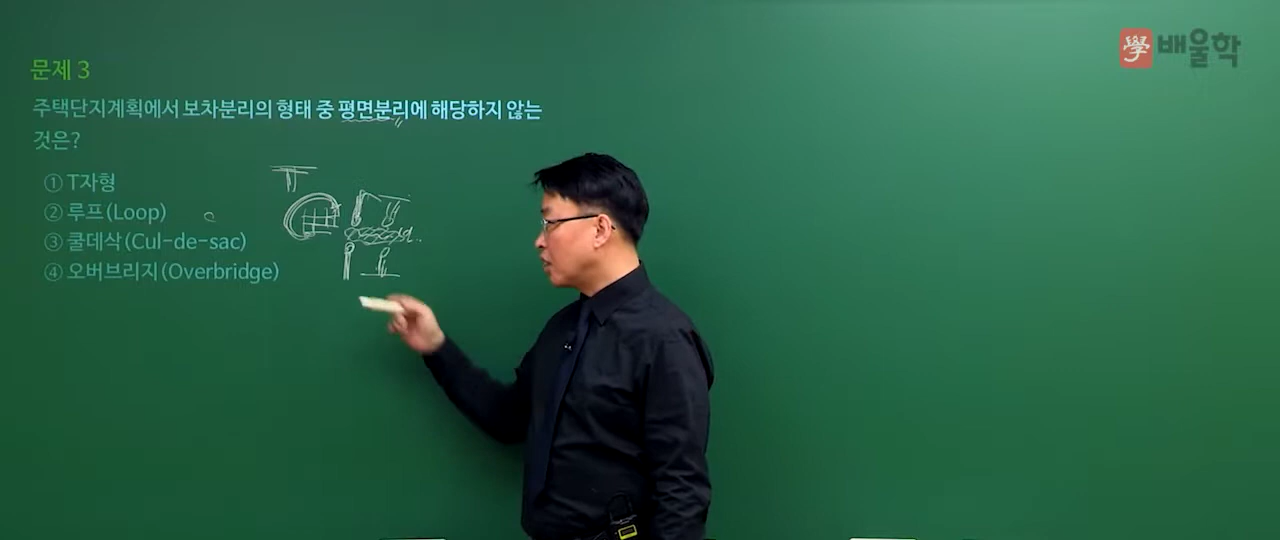 學 배울학
문제 3
주택단지계획에서 보차분리의 형태 중 평면분리에 해당하지 않는
것은?
① T자형
② 루프(Loop)
③ 쿨데삭(Cul-de-sac)
④ 오버브리지(Overbridge)
T